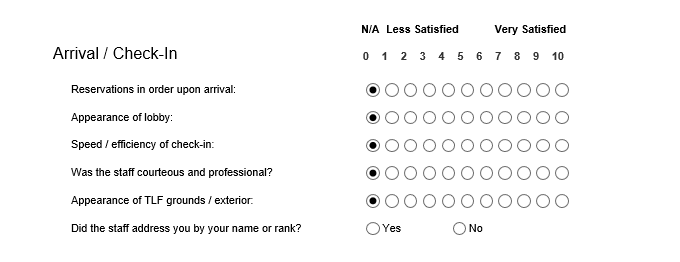 N/A Less Satisfied Very Satisfied
Arrival / Check-In 0 1 2 3 4 5 6 7 8 9 10
Reservations in order upon arrival:
Appearance of lobby:
Speed / efficiency of check-in:
Was the staff courteous and professional?
Appearance of TLF grounds / exterior:
Did the staff address you by your name or rank? Yes No